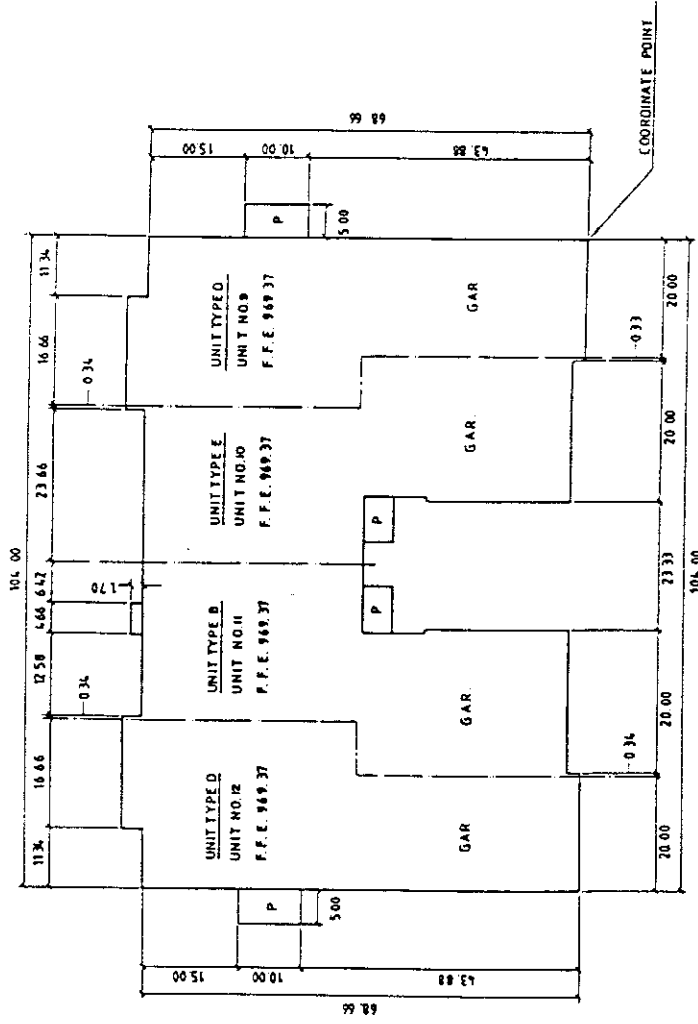 104.00
11.34
16.66
12.58
4.66
6.42
23.66
16.66
11.34
0.34
1.70
0.34
68.66
15.00
10.00
43.88
68.66
15.00
10.00
43.88
UNIT TYPE D
UNIT NO.12
F.F.E. 969.37
UNIT TYPE B
UNIT NO.11
F.F.E. 969.37
UNIT TYPE E
UNIT NO.10
F.F.E. 969.37
UNIT TYPE D
UNIT NO.9
F.F.E. 969.37
P
5.00
P
5.00
P
P
GAR.
GAR.
GAR.
GAR.
0.34
0.33
20.00
20.00
23.33
20.00
20.00
104.00
COORDINATE POINT